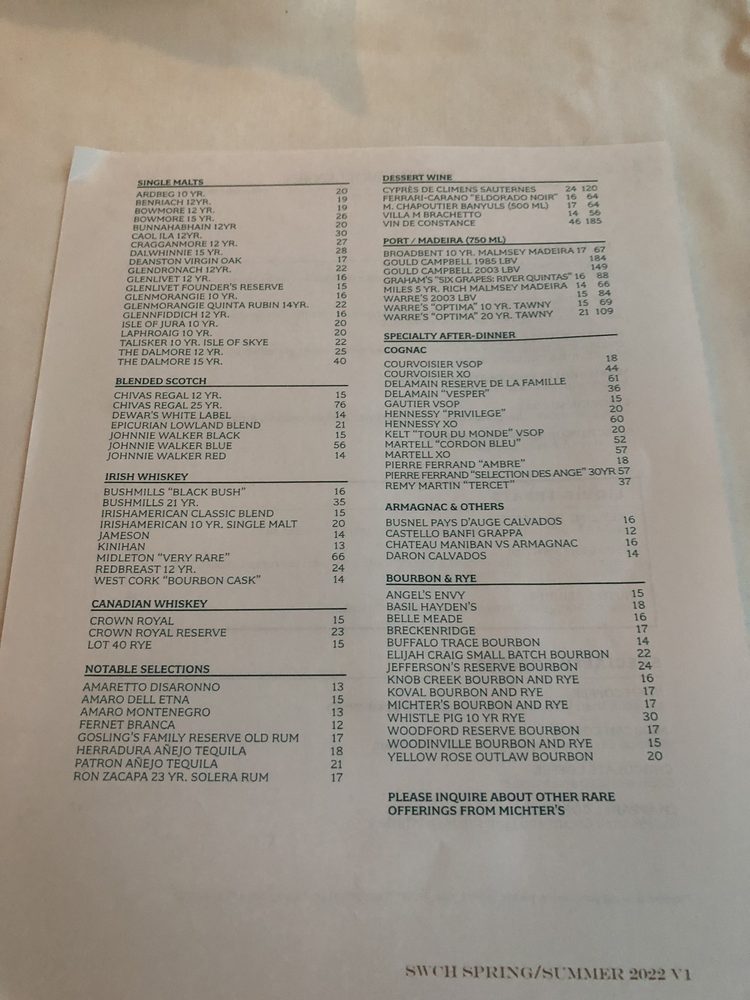 SINGLE MALTS
ARDBEG 10 YR. 20
BENRIACH 12YR. 19
BOWMORE 12 YR. 19
BOWMORE 15 YR. 26
BUNNAHABHAIN 12YR 20
CAOL ILA 12YR. 30
CRAGGANMORE 12 YR. 27
DALWHINNIE 15 YR. 28
DEANSTON VIRGIN OAK 17
GLENDRONACH 12YR. 22
GLENLIVET 12 YR. 16
GLENLIVET FOUNDER'S RESERVE 15
GLENMORANGIE 10 YR. 16
GLENMORANGIE QUINTA RUBIN 14YR. 22
GLENNFIDDICH 12 YR. 16
ISLE OF JURA 10 YR. 20
LAPHROAIG 10 YR. 20
TALISKER 10 YR. ISLE OF SKYE 22
THE DALMORE 12 YR. 25
THE DALMORE 15 YR. 40
BLENDED SCOTCH
CHIVAS REGAL 12 YR. 15
CHIVAS REGAL 25 YR. 76
DEWAR'S WHITE LABEL 14
EPICURIAN LOWLAND BLEND 21
JOHNNIE WALKER BLACK 15
JOHNNIE WALKER BLUE 56
JOHNNIE WALKER RED 14
IRISH WHISKEY
BUSHMILLS "BLACK BUSH" 16
BUSHMILLS 21 YR. 35
IRISHAMERICAN CLASSIC BLEND 15
IRISHAMERICAN 10 YR. SINGLE MALT 20
JAMESON 14
KINIHAN 13
MIDLETON "VERY RARE" 66
REDBREAST 12 YR. 24
WEST CORK "BOURBON CASK" 14
CANADIAN WHISKEY
CROWN ROYAL 15
CROWN ROYAL RESERVE 23
LOT 40 RYE 15
NOTABLE SELECTIONS
AMARETTO DISARONNO 13
AMARO DELL ETNA 15
AMARO MONTENEGRO 13
FERNET BRANCA 12
GOSLING'S FAMILY RESERVE OLD RUM 17
HERRADURA AÑEJO TEQUILA 18
PATRON AÑEJO TEQUILA 21
RON ZACAPA 23 YR. SOLERA RUM 17
DESSERT WINE
CYPRÈS DE CLIMENS SAUTERNES 24 120
FERRARI-CARANO "ELDORADO NOIR" 16 64
M. CHAPOUTIER BANYULS (500 ML) 17 64
VILLA M BRACHETTO 14 56
VIN DE CONSTANCE 46 185
PORT / MADEIRA (750 ML)
BROADBENT 10 YR. MALMSEY MADEIRA 17 67
GOULD CAMPBELL 1985 LBV 184
GOULD CAMPBELL 2003 LBV 149
GRAHAM'S "SIX GRAPES: RIVER QUINTAS" 16 88
MILES 5 YR. RICH MALMSEY MADEIRA 14 66
WARRE'S 2003 LBV 15 84
WARRE'S "OPTIMA" 10 YR. TAWNY 15 69
WARRE'S "OPTIMA" 20 YR. TAWNY 21 109
SPECIALTY AFTER-DINNER
COGNAC
COURVOISIER VSOP 18
COURVOISIER XO 44
DELAMAIN RESERVE DE LA FAMILLE 61
DELAMAIN "VESPER" 36
GAUTIER VSOP 15
HENNESSY "PRIVILEGE" 20
HENNESSY XO 60
KELT "TOUR DU MONDE" VSOP 20
MARTELL "CORDON BLEU" 52
MARTELL XO 57
PIERRE FERRAND "AMBRE" 18
PIERRE FERRAND "SELECTION DES ANGE" 30YR 57
REMY MARTIN "TERCET" 37
ARMAGNAC & OTHERS
BUSNEL PAYS D'AUGE CALVADOS 16
CASTELLO BANFI GRAPPA 12
CHATEAU MANIBAN VS ARMAGNAC 16
DARON CALVADOS 14
BOURBON & RYE
ANGEL'S ENVY 15
BASIL HAYDEN'S 18
BELLE MEADE 16
BRECKENRIDGE 17
BUFFALO TRACE BOURBON 14
ELIJAH CRAIG SMALL BATCH BOURBON 22
JEFFERSON'S RESERVE BOURBON 24
KNOB CREEK BOURBON AND RYE 16
KOVAL BOURBON AND RYE 17
MICHTER'S BOURBON AND RYE 17
WHISTLE PIG 10 YR RYE 30
WOODFORD RESERVE BOURBON 17
WOODINVILLE BOURBON AND RYE 15
YELLOW ROSE OUTLAW BOURBON 20
PLEASE INQUIRE ABOUT OTHER RARE
OFFERINGS FROM MICHTER'S
SWCH SPRING/SUMMER 2022 V1